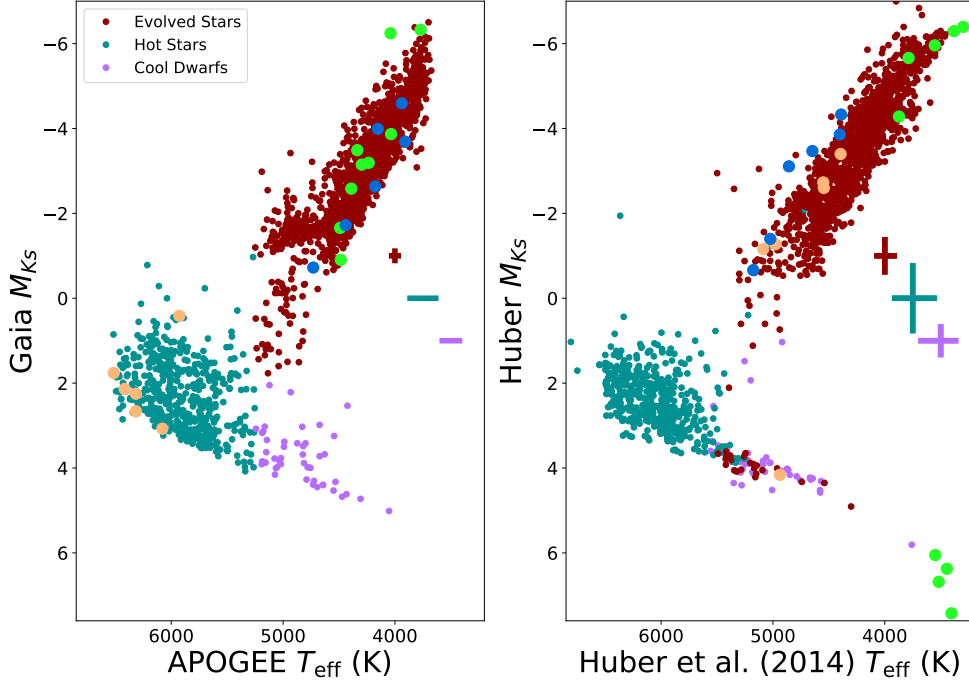 Evolved Stars
Hot Stars
Cool Dwarfs
−6
−4
−2
0
2
4
6
Gaia M_Ks
6000 5000 4000
APOGEE T_eff (K)
−6
−4
−2
0
2
4
6
Huber M_Ks
6000 5000 4000
Huber et al. (2014) T_eff (K)